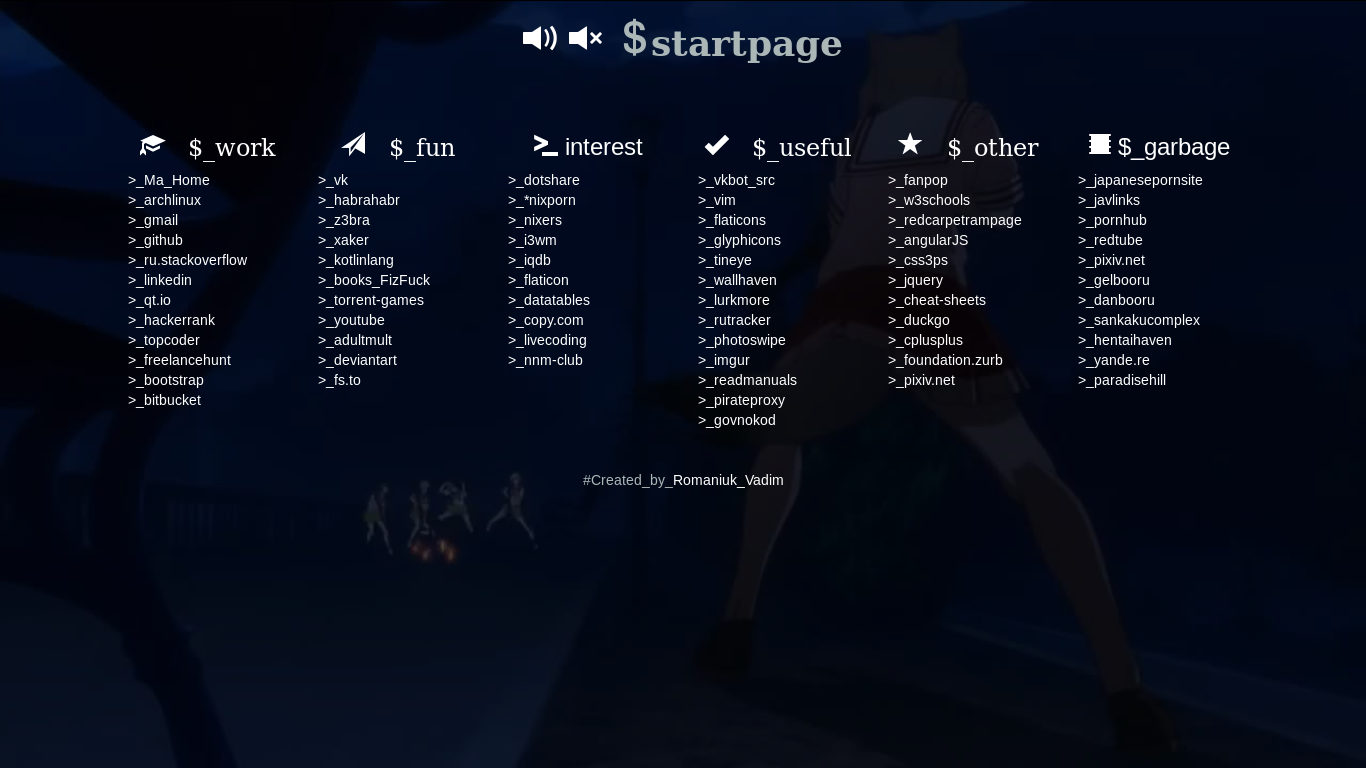 $startpage
$_work
>_Ma_Home
>_archlinux
>_gmail
>_github
>_ru.stackoverflow
>_linkedin
>_qt.io
>_hackerrank
>_topcoder
>_freelancehunt
>_bootstrap
>_bitbucket
$_fun
>_vk
>_habrahabr
>_z3bra
>_xaker
>_kotlinlang
>_books_FizFuck
>_torrent-games
>_youtube
>_adultmult
>_deviantart
>_fs.to
interest
>_dotshare
>_*nixporn
>_nixers
>_i3wm
>_iqdb
>_flaticon
>_datatables
>_copy.com
>_livecoding
>_nnm-club
$_useful
>_vkbot_src
>_vim
>_flaticons
>_glyphicons
>_tineye
>_wallhaven
>_lurkmore
>_rutracker
>_photoswipe
>_imgur
>_readmanuals
>_pirateproxy
>_govnokod
$_other
>_fanpop
>_w3schools
>_redcarpetrampage
>_angularJS
>_css3ps
>_jquery
>_cheat-sheets
>_duckgo
>_cplusplus
>_foundation.zurb
>_pixiv.net
$_garbage
>_japanesepornsite
>_javlinks
>_pornhub
>_redtube
>_pixiv.net
>_gelbooru
>_danbooru
>_sankakucomplex
>_hentaihaven
>_yande.re
>_paradisehill
#Created_by_Romaniuk_Vadim